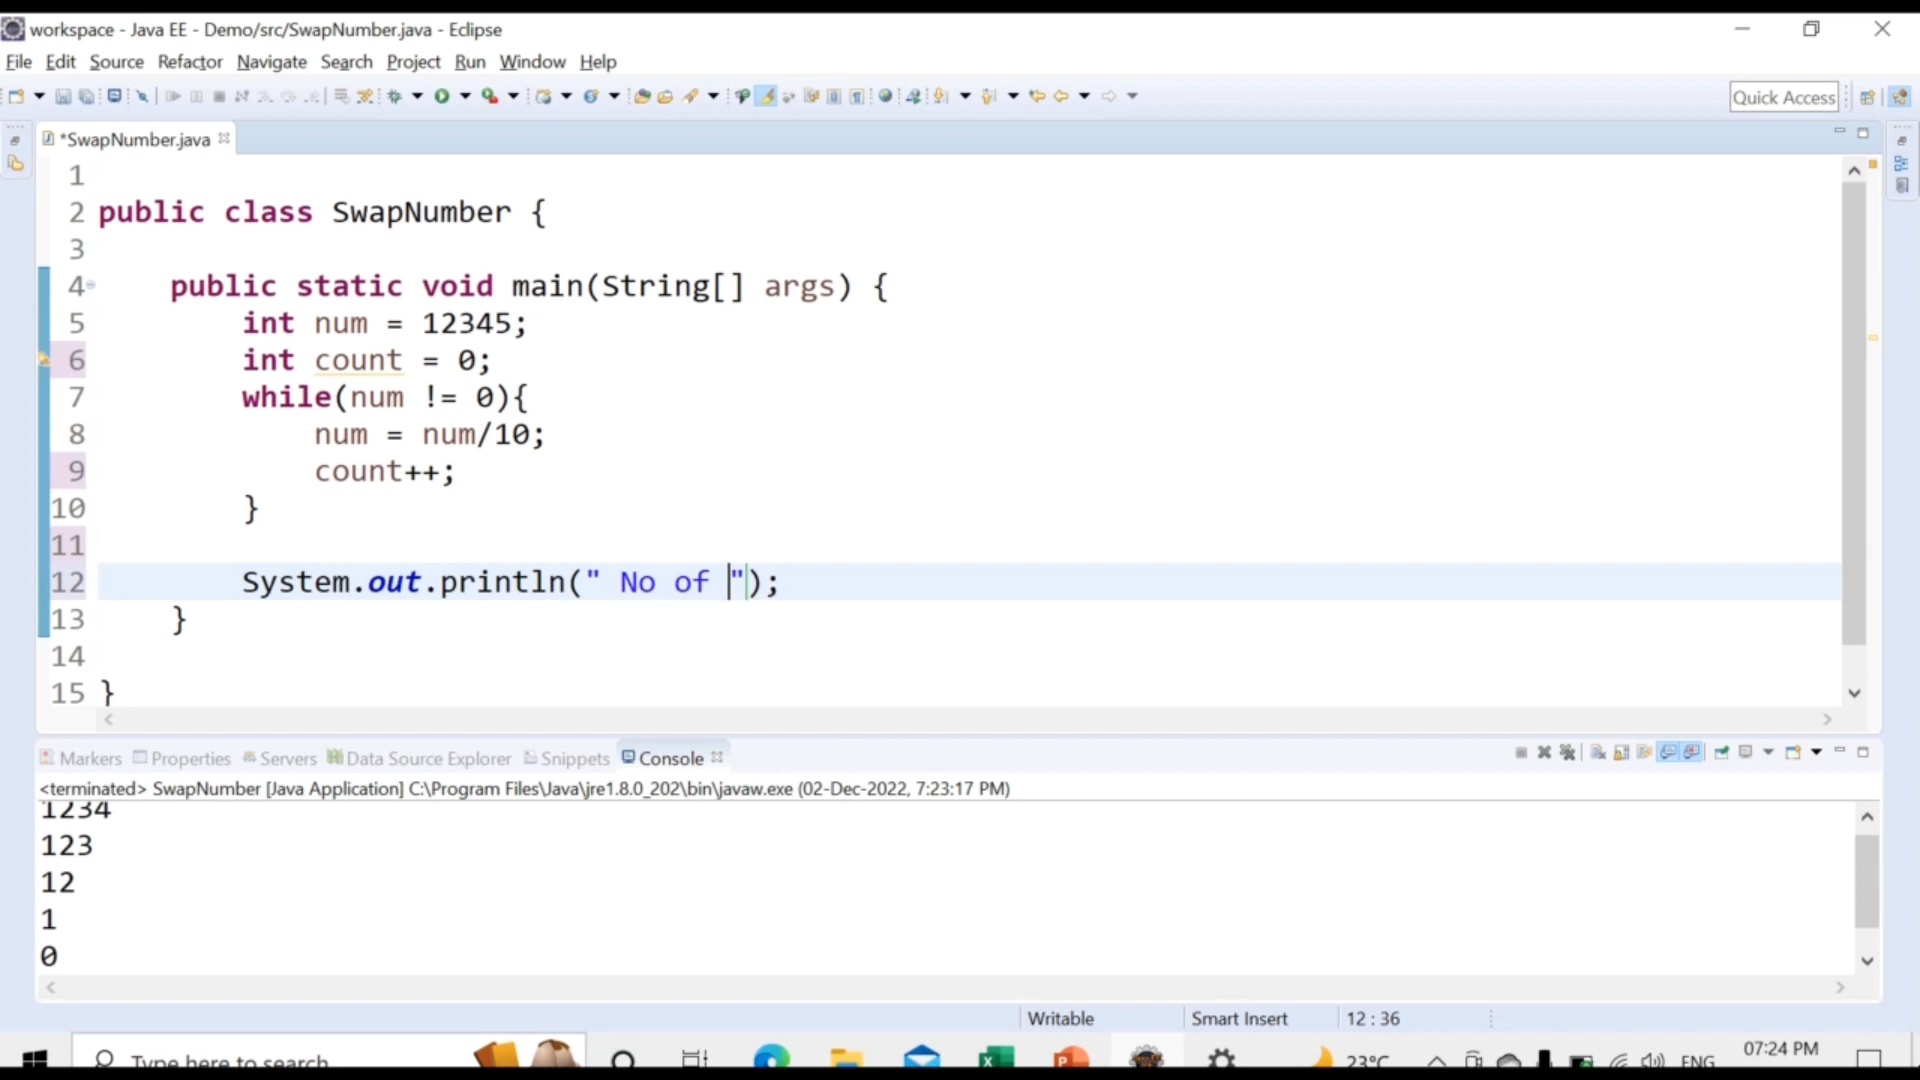 workspace - Java EE - Demo/src/SwapNumber.java - Eclipse
File Edit Source Refactor Navigate Search Project Run Window Help
Quick Access
*SwapNumber.java
1
2 public class SwapNumber {
3
4 public static void main(String[] args) {
5 int num = 12345;
6 int count = 0;
7 while(num != 0){
8 num = num/10;
9 count++;
10 }
11
12 System.out.println(" No of ");
13 }
14
15 }
Markers Properties Servers Data Source Explorer Snippets Console
<terminated> SwapNumber [Java Application] C:\Program Files\Java\jre1.8.0_202\bin\javaw.exe (02-Dec-2022, 7:23:17 PM)
1234
123
12
1
0
Writable Smart Insert 12 : 36
Type here to search 23°C ENG 07:24 PM